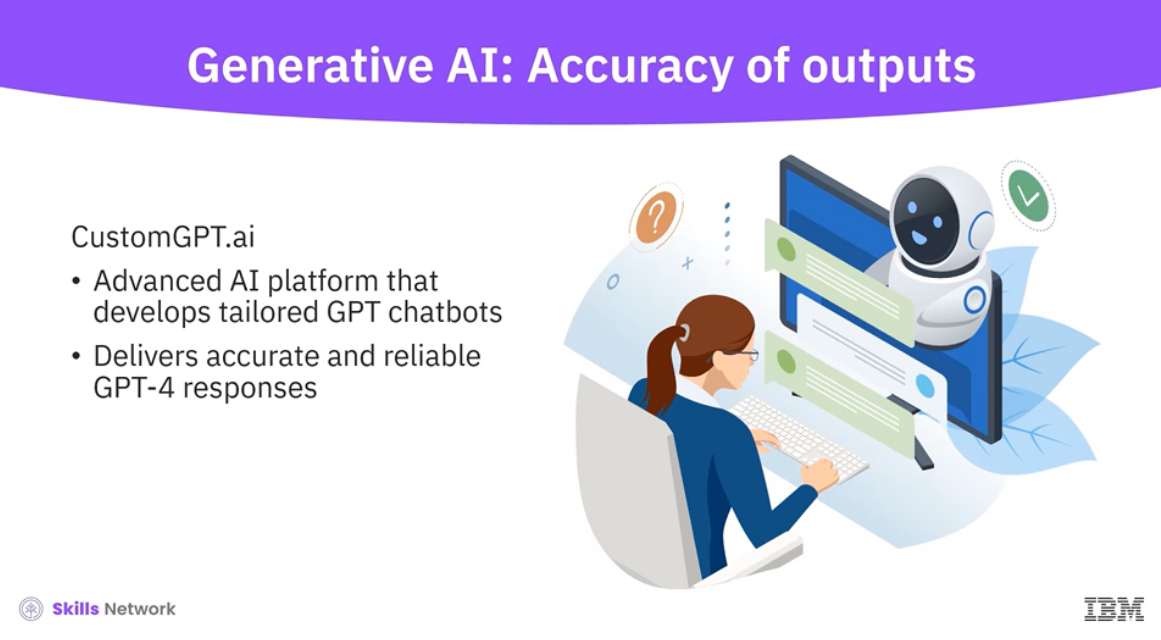 Generative AI: Accuracy of outputs
CustomGPT.ai
• Advanced AI platform that
develops tailored GPT chatbots
• Delivers accurate and reliable
GPT-4 responses
?
Skills Network
IBM